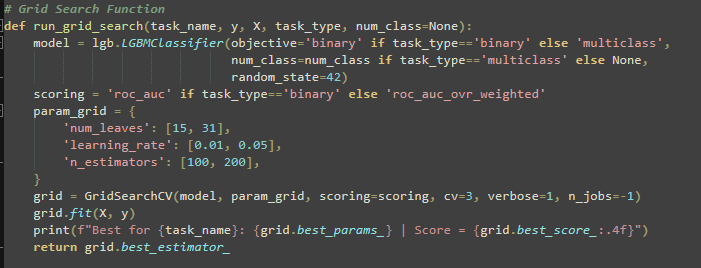 # Grid Search Function
def run_grid_search(task_name, y, X, task_type, num_class=None):
    model = lgb.LGBMClassifier(objective='binary' if task_type=='binary' else 'multiclass',
                               num_class=num_class if task_type=='multiclass' else None,
                               random_state=42)
    scoring = 'roc_auc' if task_type=='binary' else 'roc_auc_ovr_weighted'
    param_grid = {
        'num_leaves': [15, 31],
        'learning_rate': [0.01, 0.05],
        'n_estimators': [100, 200],
    }
    grid = GridSearchCV(model, param_grid, scoring=scoring, cv=3, verbose=1, n_jobs=-1)
    grid.fit(X, y)
    print(f"Best for {task_name}: {grid.best_params_} | Score = {grid.best_score_:.4f}")
    return grid.best_estimator_